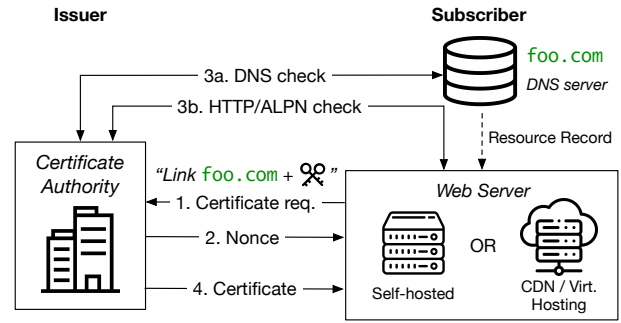 Issuer
Subscriber
foo.com
DNS server
3a. DNS check
3b. HTTP/ALPN check
Resource Record
Certificate
Authority
“Link foo.com + ”
1. Certificate req.
2. Nonce
4. Certificate
Web Server
OR
Self-hosted
CDN / Virt.
Hosting